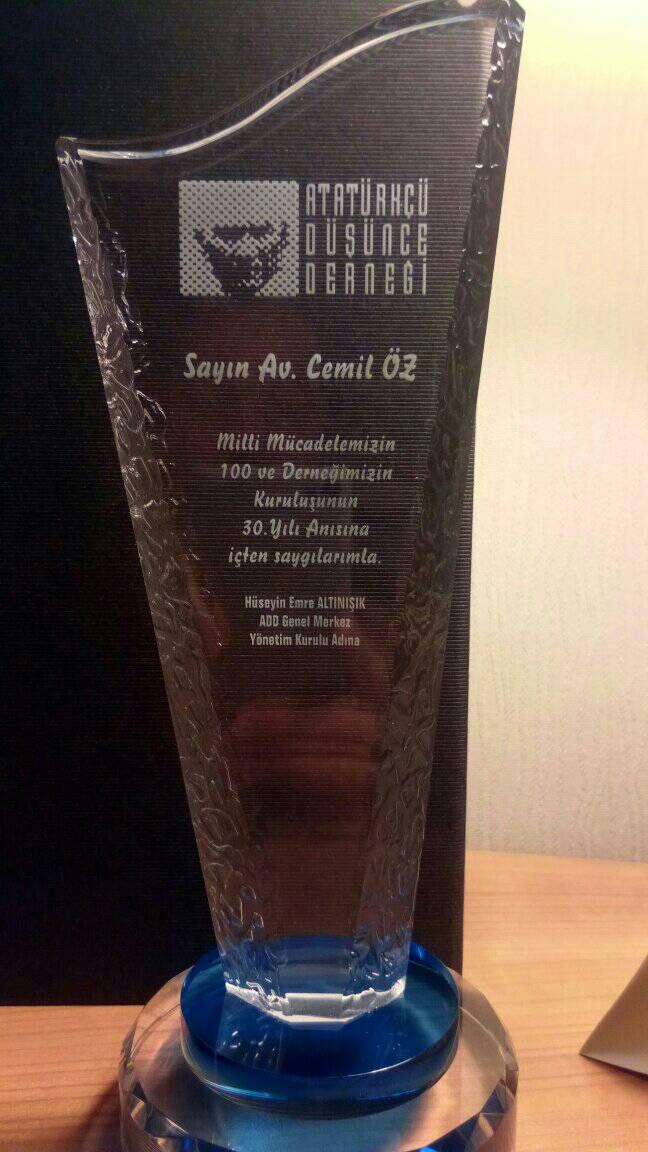 ATATÜRKÇÜ
DÜŞÜNCE
DERNEĞİ
Sayın Av. Cemil ÖZ
Milli Mücadelemizin
100 ve Derneğimizin
Kuruluşunun
30.Yılı Anısına
içten saygılarımla.
Hüseyin Emre ALTINIŞIK
ADD Genel Merkez
Yönetim Kurulu Adına